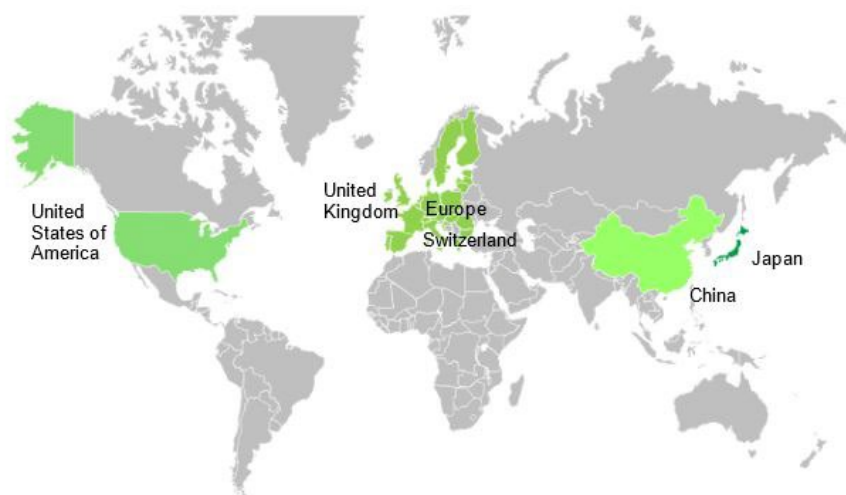 United
States of
America
United
Kingdom
Europe
Switzerland
Japan
China